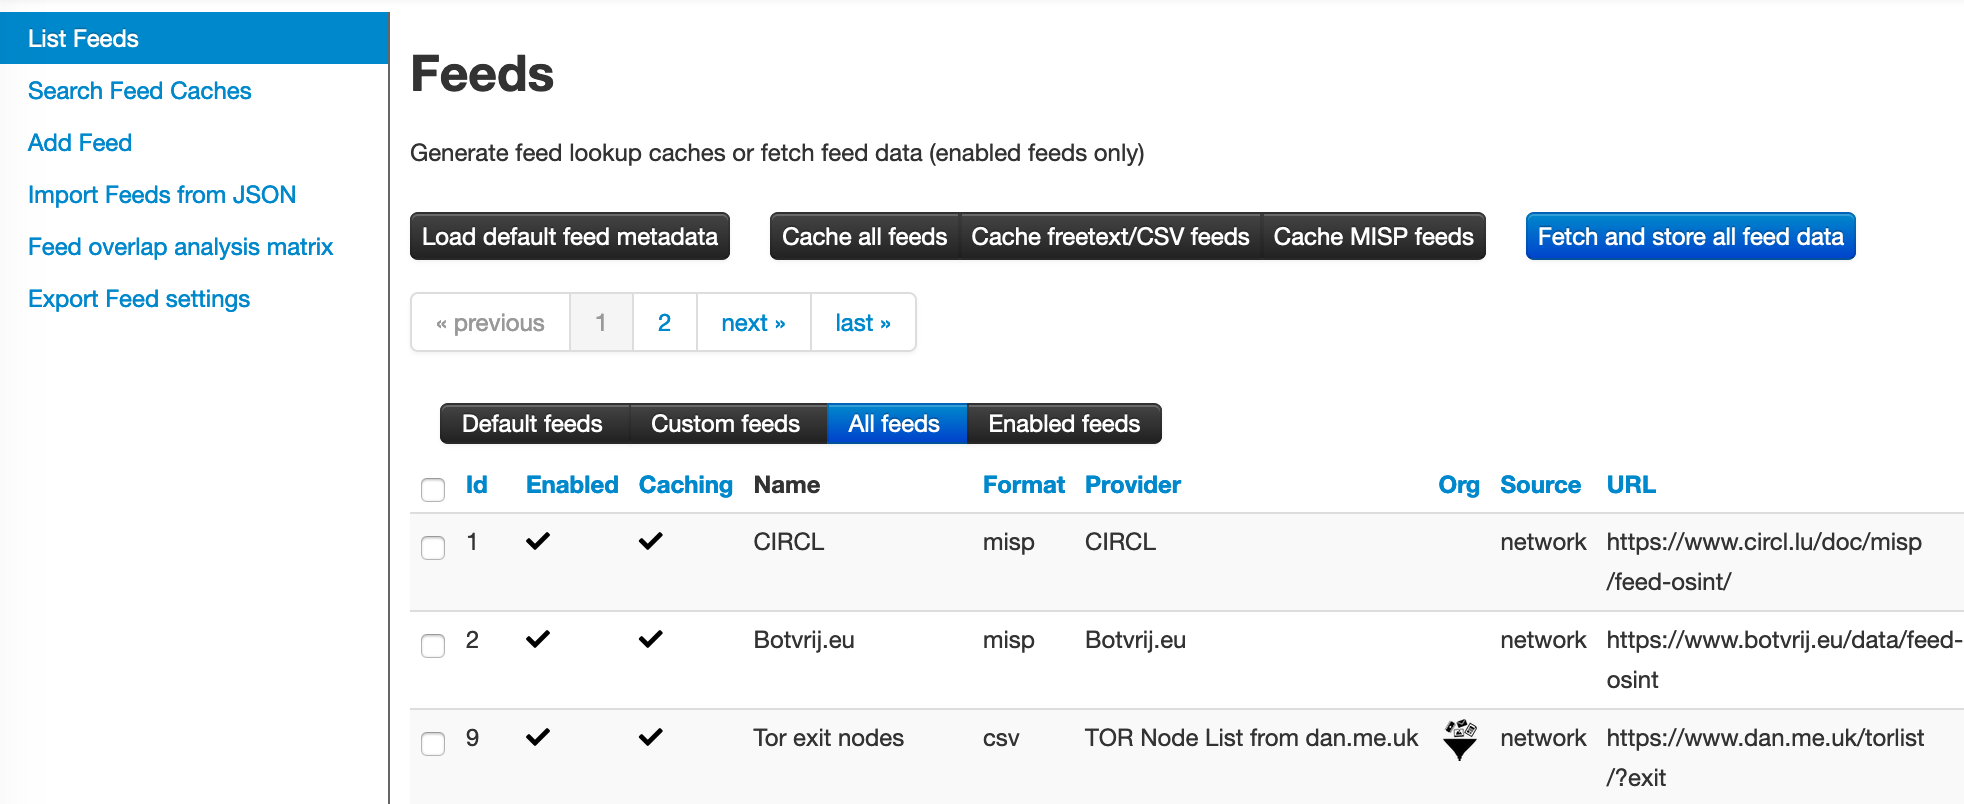 List Feeds
Search Feed Caches
Add Feed
Import Feeds from JSON
Feed overlap analysis matrix
Export Feed settings
Feeds
Generate feed lookup caches or fetch feed data (enabled feeds only)
Load default feed metadata Cache all feeds Cache freetext/CSV feeds Cache MISP feeds Fetch and store all feed data
« previous 1 2 next » last »
Default feeds Custom feeds All feeds Enabled feeds
Id Enabled Caching Name Format Provider Org Source URL
1 CIRCL misp CIRCL network https://www.circl.lu/doc/misp
/feed-osint/
2 Botvrij.eu misp Botvrij.eu network https://www.botvrij.eu/data/feed-
osint
9 Tor exit nodes csv TOR Node List from dan.me.uk network https://www.dan.me.uk/torlist
/?exit